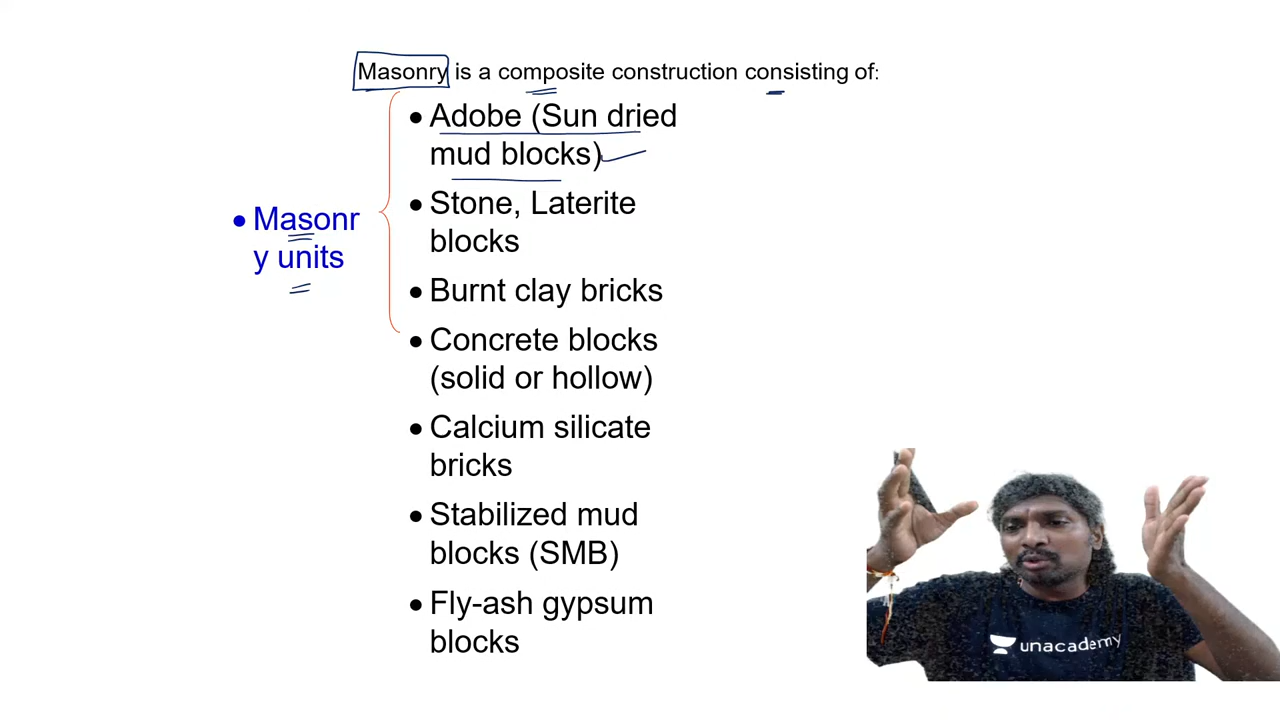 Masonry is a composite construction consisting of:
• Adobe (Sun dried
mud blocks)
• Stone, Laterite
blocks
• Masonr
y units
• Burnt clay bricks
• Concrete blocks
(solid or hollow)
• Calcium silicate
bricks
• Stabilized mud
blocks (SMB)
• Fly-ash gypsum
blocks
unacademy